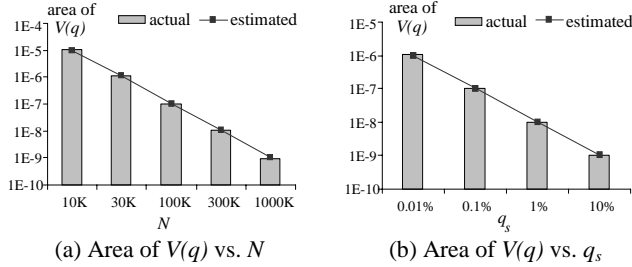 area of
V(q)
actual
estimated
1E-4
1E-5
1E-6
1E-7
1E-8
1E-9
1E-10
10K 30K 100K 300K 1000K
N
(a) Area of V(q) vs. N
area of
V(q)
actual
estimated
1E-5
1E-6
1E-7
1E-8
1E-9
1E-10
0.01% 0.1% 1% 10%
qs
(b) Area of V(q) vs. qs